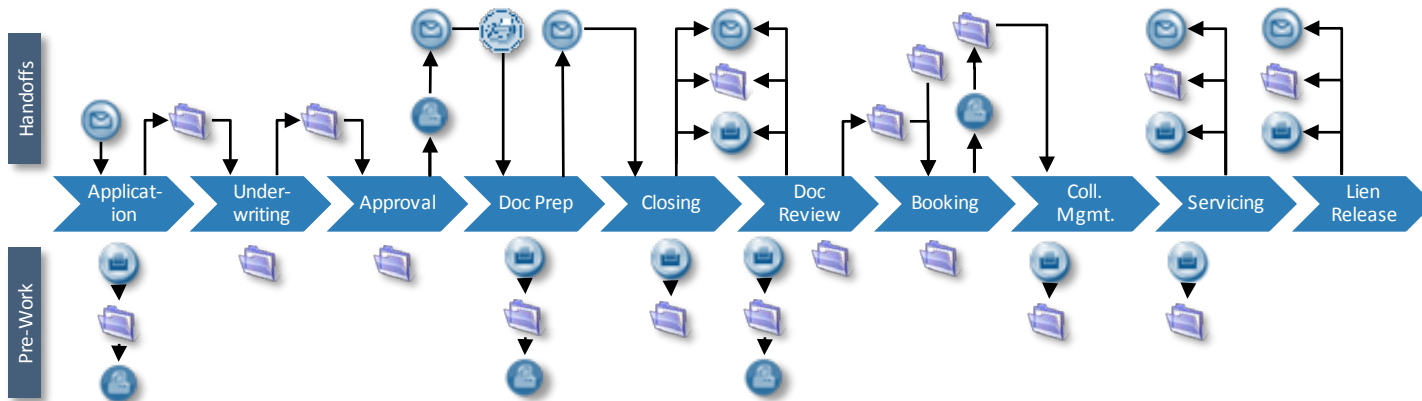 Handoffs
Applicat-
ion
Under-
writing
Approval
Doc Prep
Closing
Doc
Review
Booking
Coll.
Mgmt.
Servicing
Lien
Release
Pre-Work